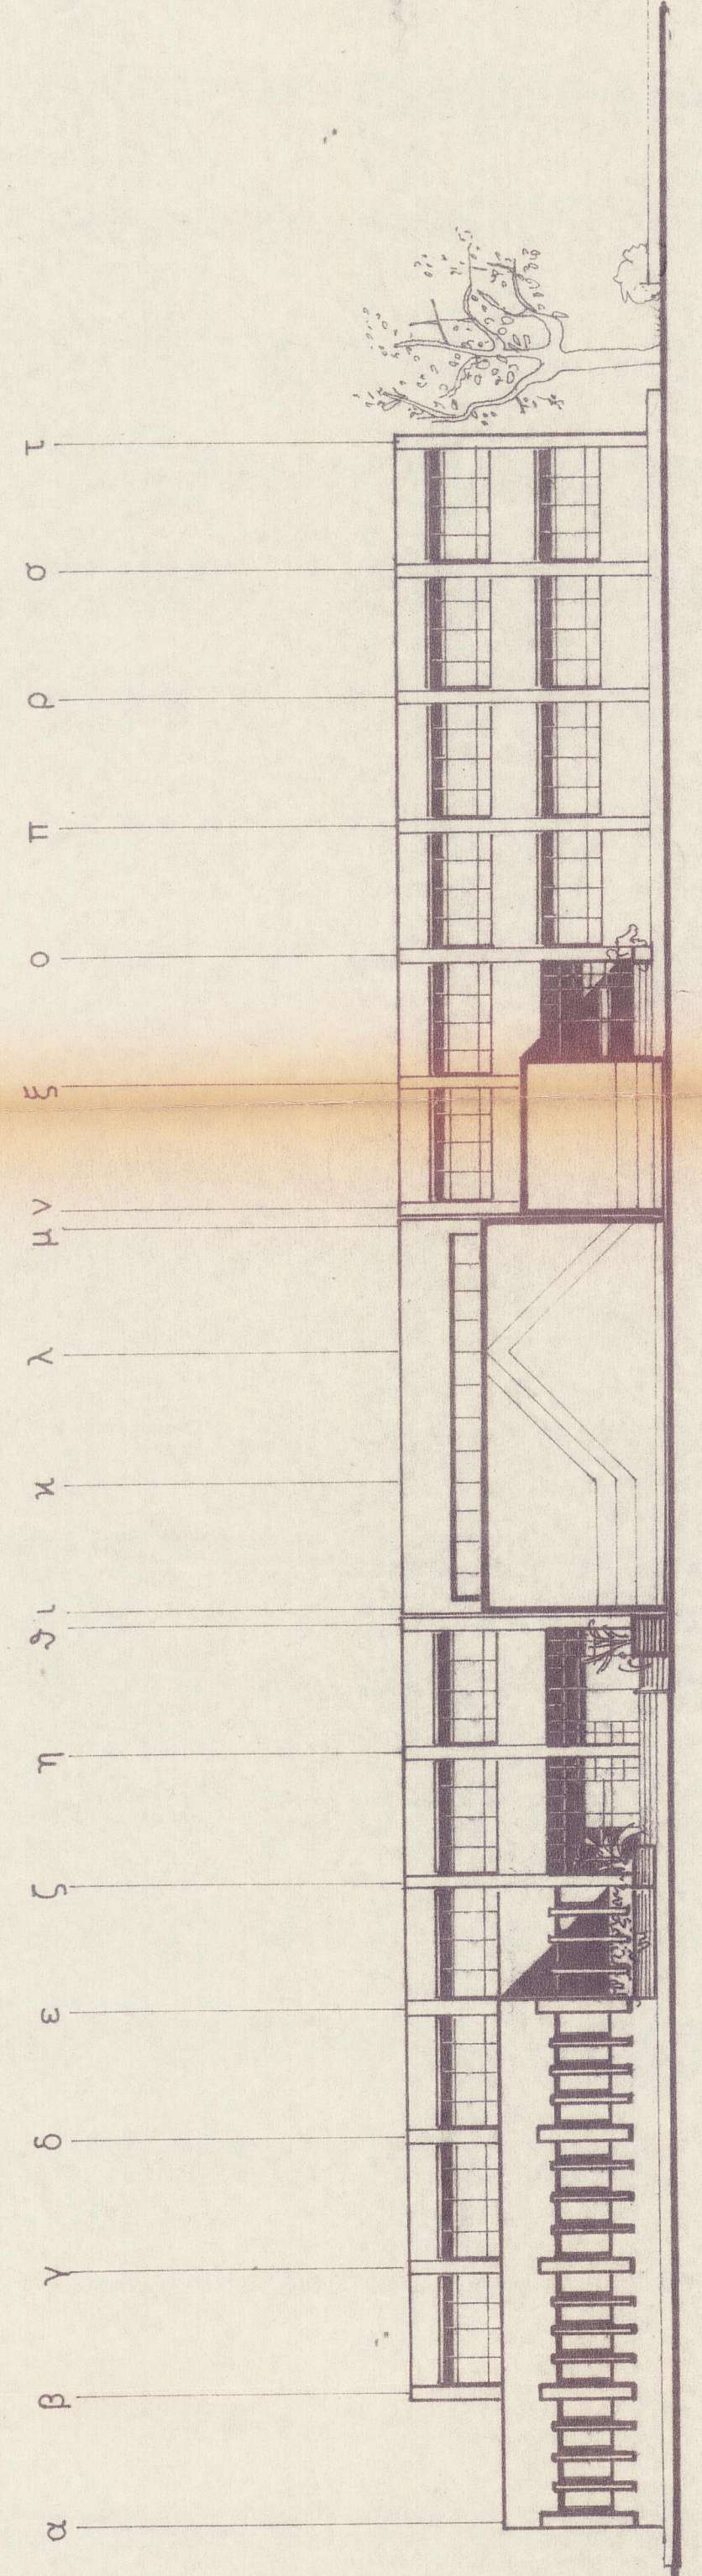 α
β
γ
δ
ε
ζ
η
ϑ
ι
ϰ
λ
μ
ν
ξ
ο
π
ρ
σ
τ